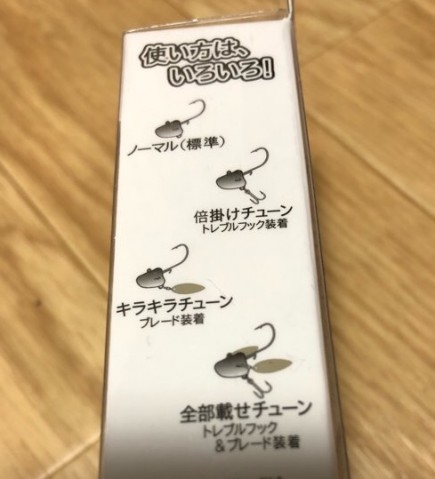 使い方は、
いろいろ!
ノーマル(標準)
倍掛けチューン
トレブルフック装着
キラキラチューン
ブレード装着
全部載せチューン
トレブルフック
&ブレード装着